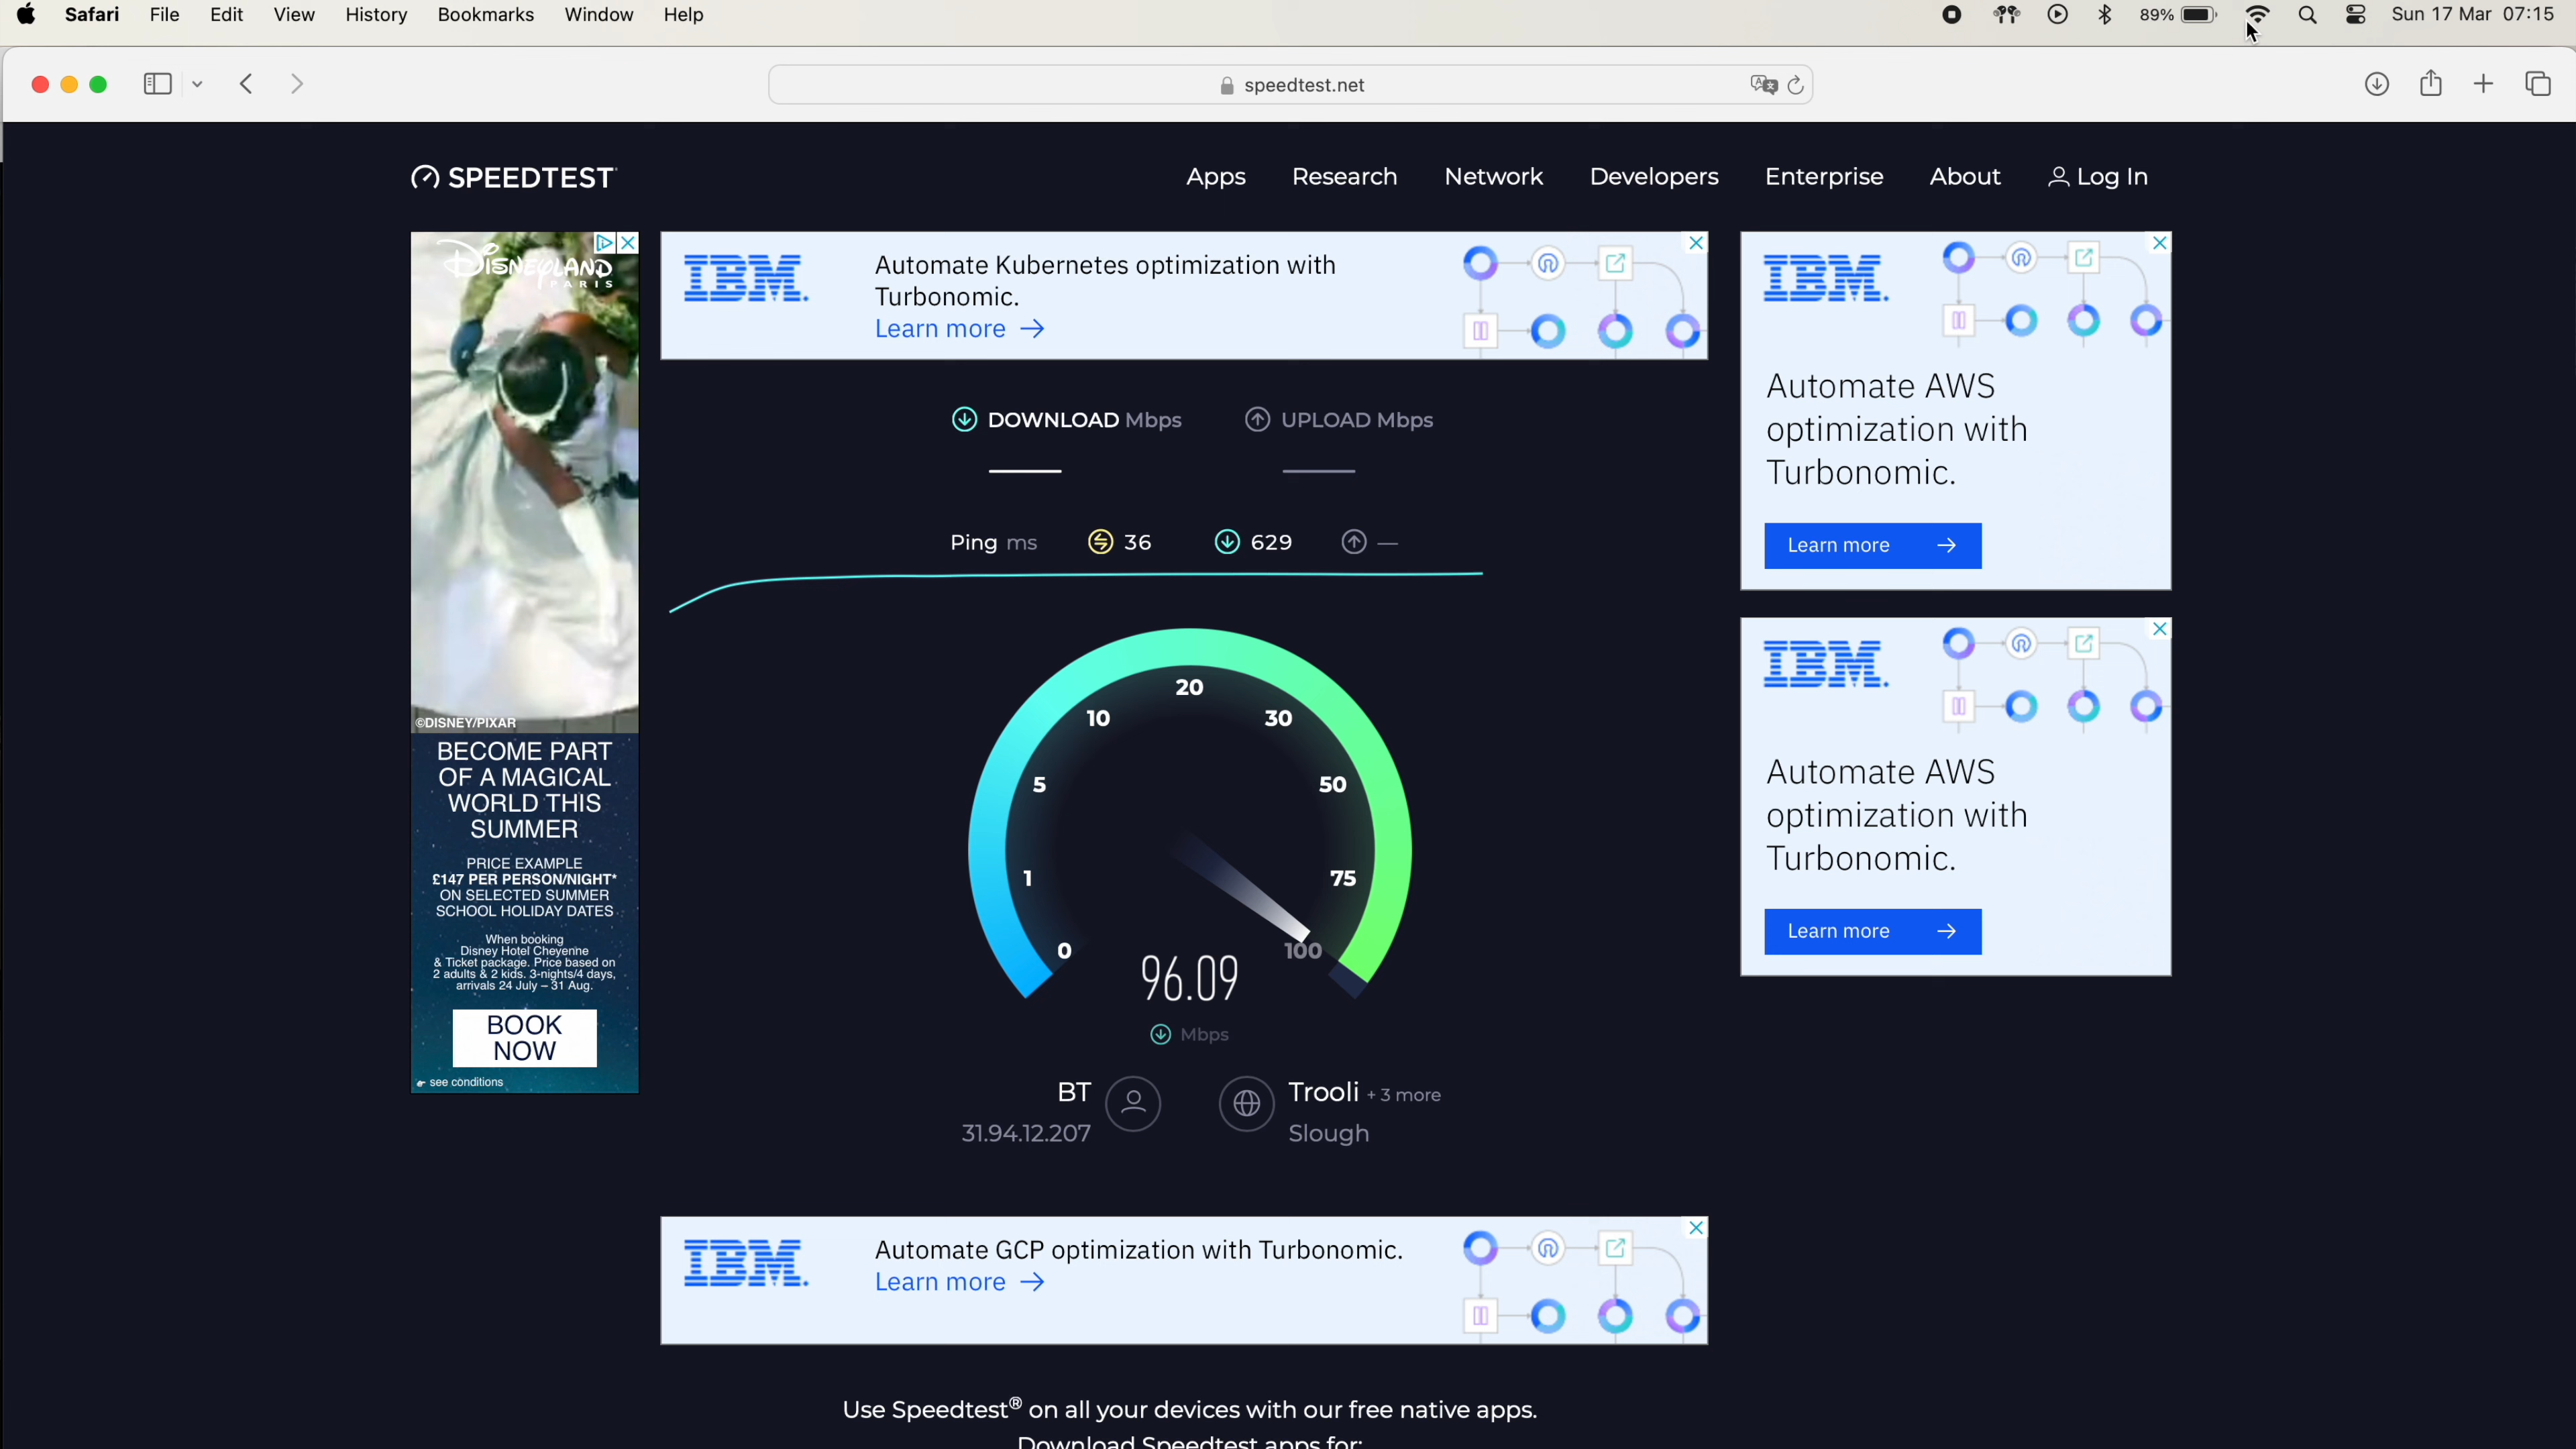 Safari File Edit View History Bookmarks Window Help
89%
Sun 17 Mar 07:15
speedtest.net
SPEEDTEST
Apps Research Network Developers Enterprise About Log In
DISNEYLAND
PARIS
©DISNEY/PIXAR
BECOME PART
OF A MAGICAL
WORLD THIS
SUMMER
PRICE EXAMPLE
£147 PER PERSON/NIGHT*
ON SELECTED SUMMER
SCHOOL HOLIDAY DATES
When booking
Disney Hotel Cheyenne
& Ticket package. Price based on
2 adults & 2 kids. 3-nights/4 days,
arrivals 24 July – 31 Aug.
BOOK
NOW
see conditions
IBM.
Automate Kubernetes optimization with
Turbonomic.
Learn more →
DOWNLOAD Mbps
UPLOAD Mbps
Ping ms 36 629 —
0
1
5
10
20
30
50
75
100
96.09
Mbps
BT
31.94.12.207
Trooli + 3 more
Slough
IBM.
Automate AWS
optimization with
Turbonomic.
Learn more →
IBM.
Automate AWS
optimization with
Turbonomic.
Learn more →
IBM.
Automate GCP optimization with Turbonomic.
Learn more →
Use Speedtest® on all your devices with our free native apps.
Download Speedtest apps for: